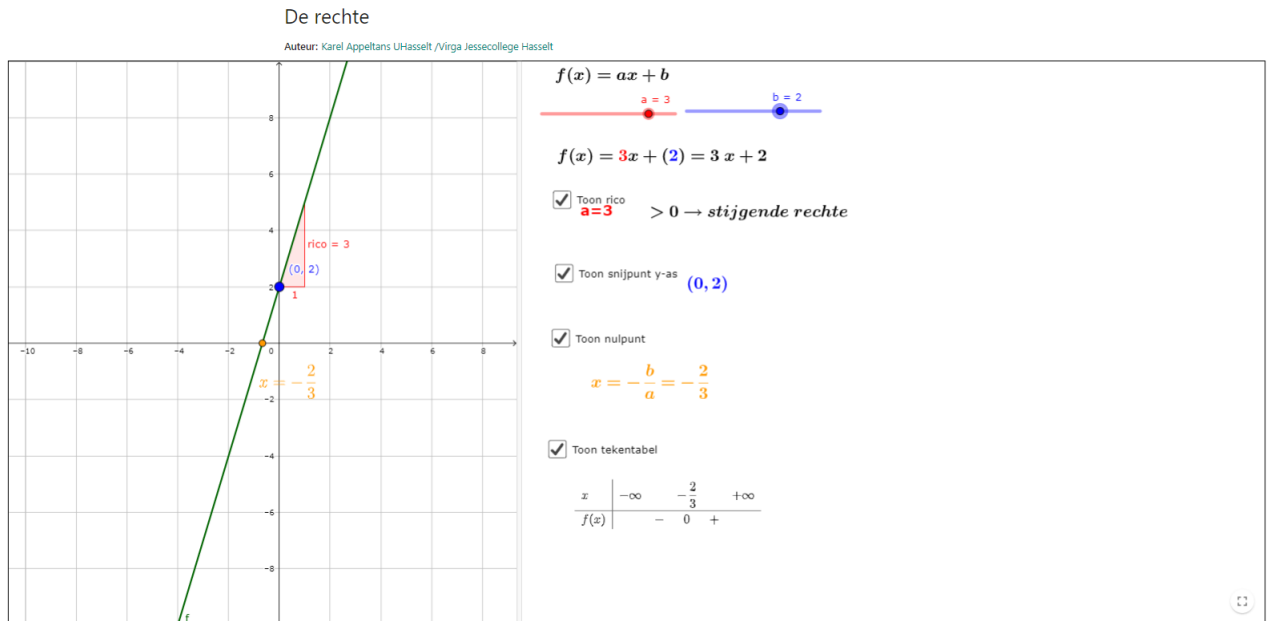 De rechte
Auteur: Karel Appeltans UHasselt /Virga Jessecollege Hasselt
f(x) = ax + b
a = 3
b = 2
f(x) = 3x + (2) = 3 x + 2
Toon rico
a=3 > 0 → stijgende rechte
Toon snijpunt y-as (0, 2)
Toon nulpunt
x = -b/a = -2/3
Toon tekentabel
x -∞ -2/3 +∞
f(x) - 0 +
8
6
4
rico = 3
(0, 2)
2
1
-10 -8 -6 -4 -2 0 2 4 6 8
x = -2/3
-2
-4
-6
-8
f